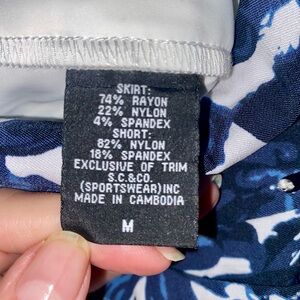 SKIRT:
74% RAYON
22% NYLON
4% SPANDEX
SHORT:
82% NYLON
18% SPANDEX
EXCLUSIVE OF TRIM
S.C.&CO.
(SPORTSWEAR)INC
MADE IN CAMBODIA
M